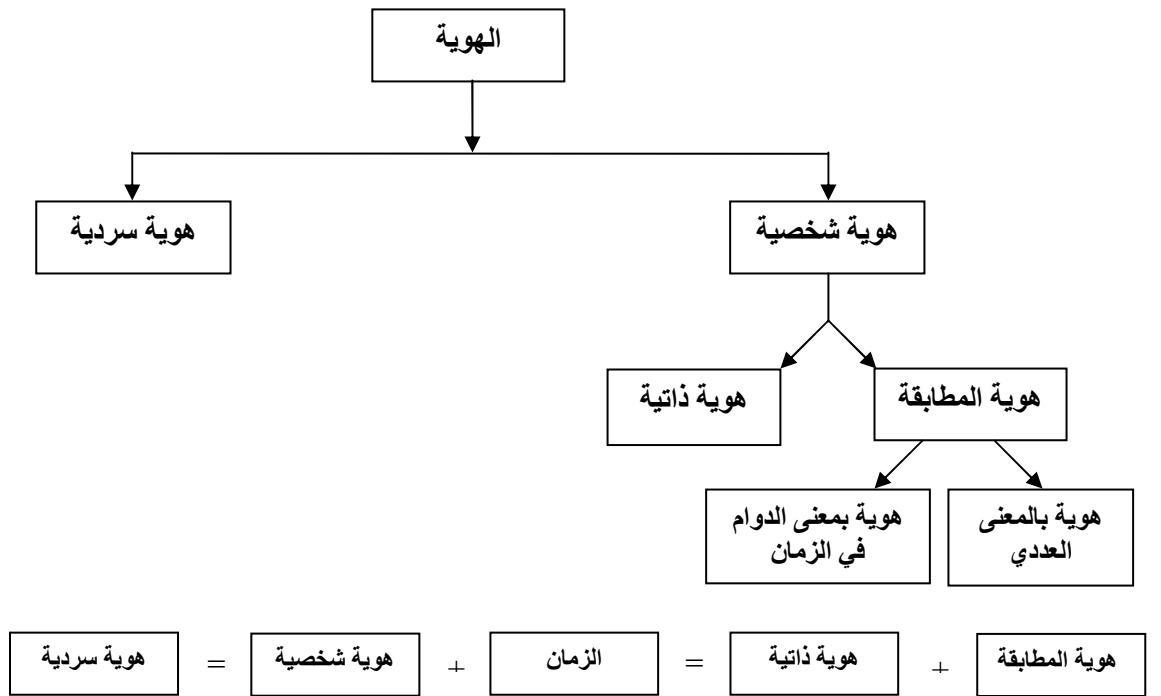 الهوية
هوية شخصية
هوية سردية
هوية المطابقة
هوية ذاتية
هوية بالمعنى
العددي
هوية بمعنى الدوام
في الزمان
هوية المطابقة + هوية ذاتية = الزمان + هوية شخصية = هوية سردية